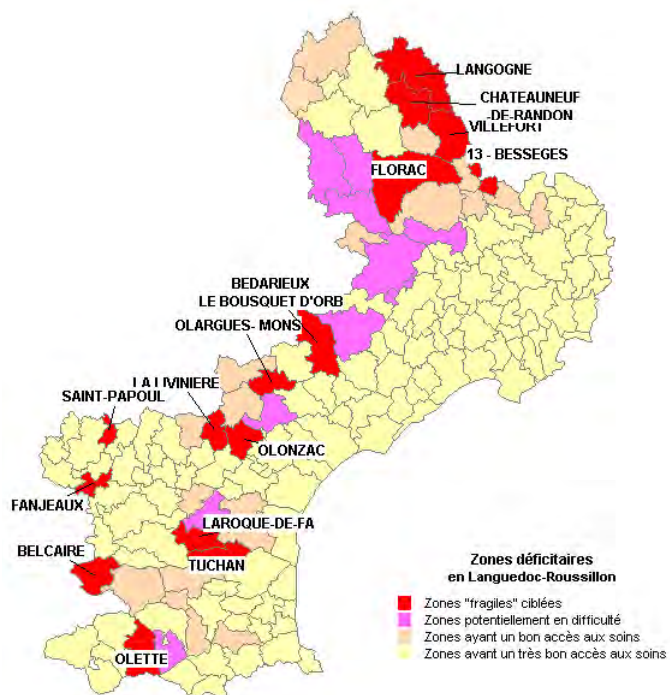 LANGOGNE
CHATEAUNEUF
-DE-RANDON
VILLEFORT
13 - BESSEGES
FLORAC
BEDARIEUX
LE BOUSQUET D'ORB
OLARGUES- MONS
LA LIVINIERE
SAINT-PAPOUL
OLONZAC
FANJEAUX
LAROQUE-DE-FA
BELCAIRE
TUCHAN
OLETTE
Zones déficitaires
en Languedoc-Roussillon
Zones "fragiles" ciblées
Zones potentiellement en difficulté
Zones ayant un bon accès aux soins
Zones avant un très bon accès aux soins